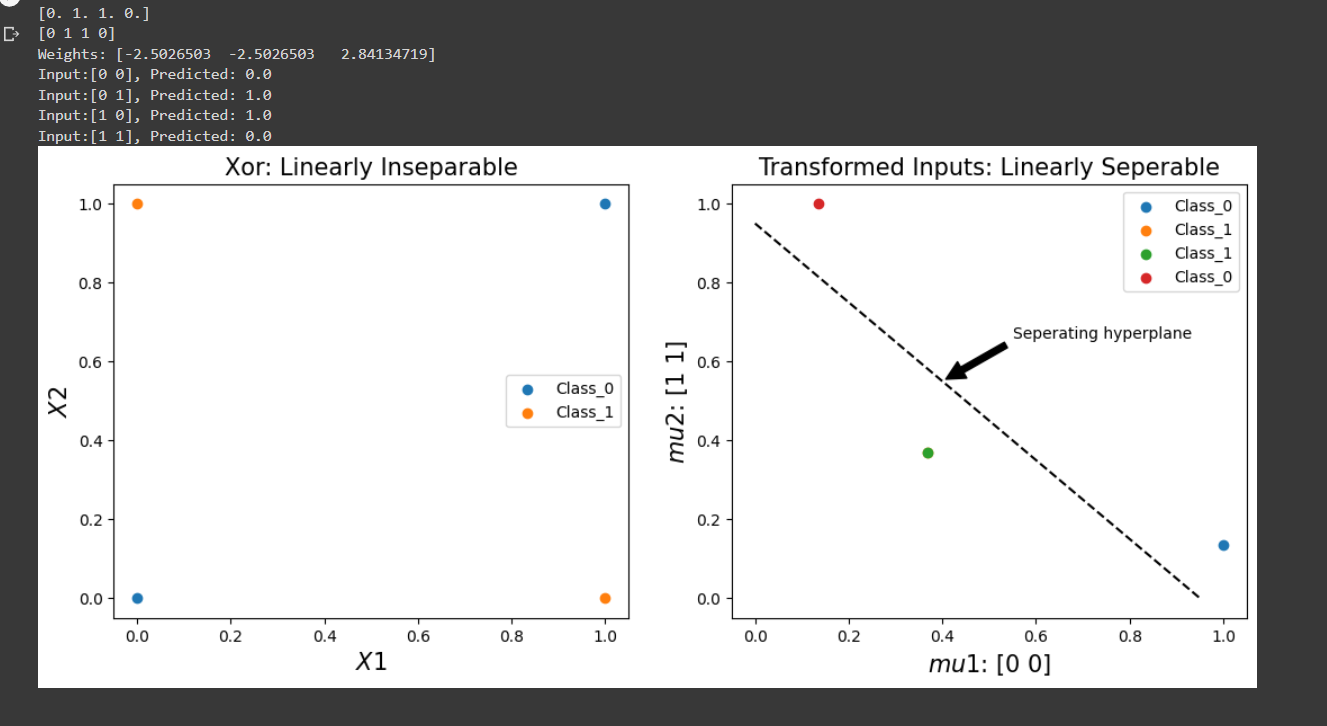 [0. 1. 1. 0.]
[0 1 1 0]
Weights: [-2.5026503  -2.5026503   2.84134719]
Input:[0 0], Predicted: 0.0
Input:[0 1], Predicted: 1.0
Input:[1 0], Predicted: 1.0
Input:[1 1], Predicted: 0.0
Xor: Linearly Inseparable
1.0
0.8
0.6
0.4
0.2
0.0
X2
Class_0
Class_1
0.0 0.2 0.4 0.6 0.8 1.0
X1
Transformed Inputs: Linearly Seperable
1.0
0.8
0.6
0.4
0.2
0.0
mu2: [1 1]
Class_0
Class_1
Class_1
Class_0
Seperating hyperplane
0.0 0.2 0.4 0.6 0.8 1.0
mu1: [0 0]